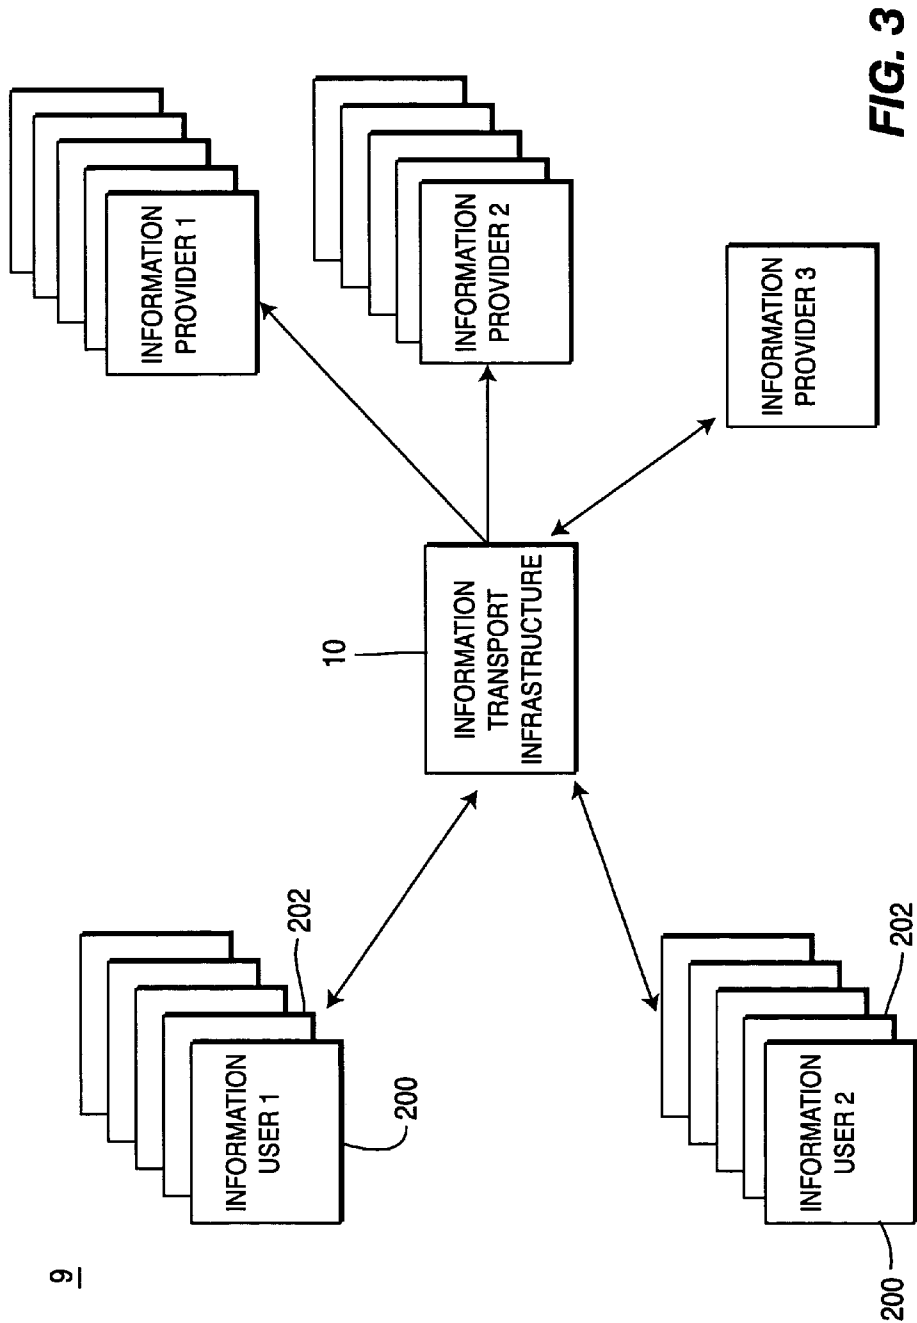 9
INFORMATION
USER 1
200
202
INFORMATION
USER 2
200
202
10
INFORMATION
TRANSPORT
INFRASTRUCTURE
INFORMATION
PROVIDER 1
INFORMATION
PROVIDER 2
INFORMATION
PROVIDER 3
FIG. 3